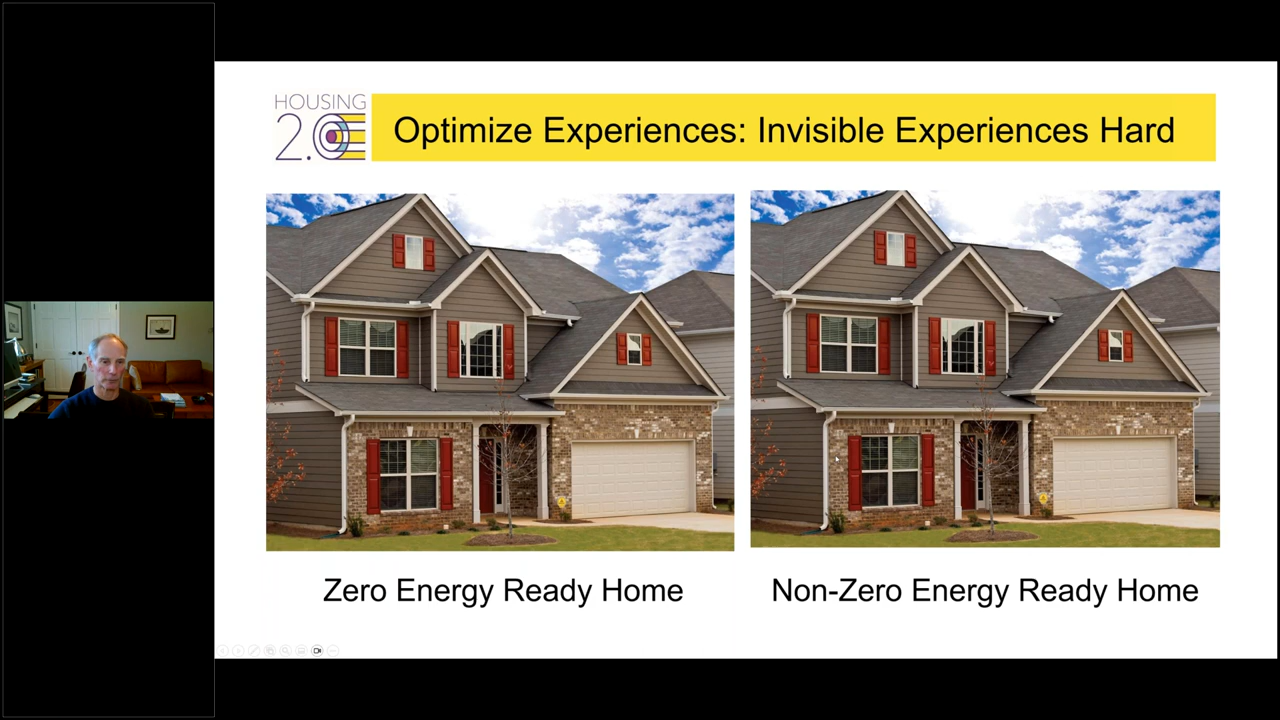 HOUSING
2.0
Optimize Experiences: Invisible Experiences Hard
Zero Energy Ready Home
Non-Zero Energy Ready Home